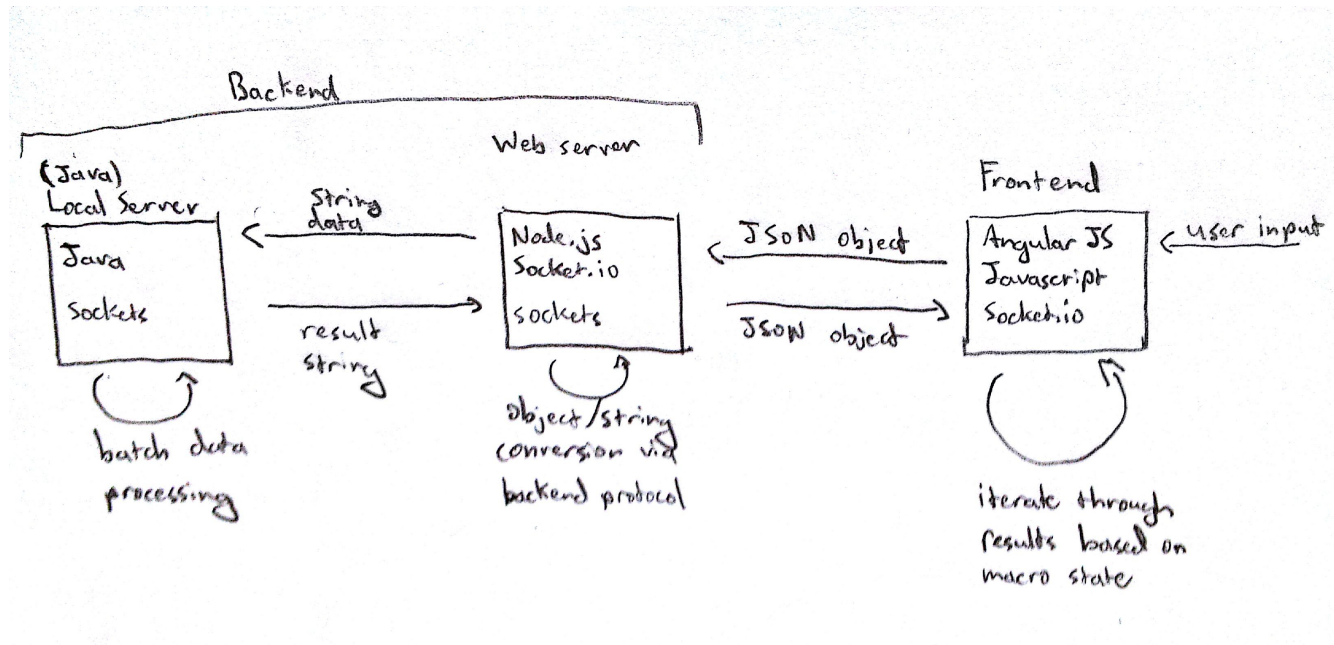 Backend
(Java)
Local Server
Java
Sockets
String
data
result
string
batch data
processing
Web server
Node.js
Socket.io
sockets
object/string
conversion via
backend protocol
JSON object
JSON object
Frontend
Angular JS
Javascript
Socket.io
user input
iterate through
results based on
macro state